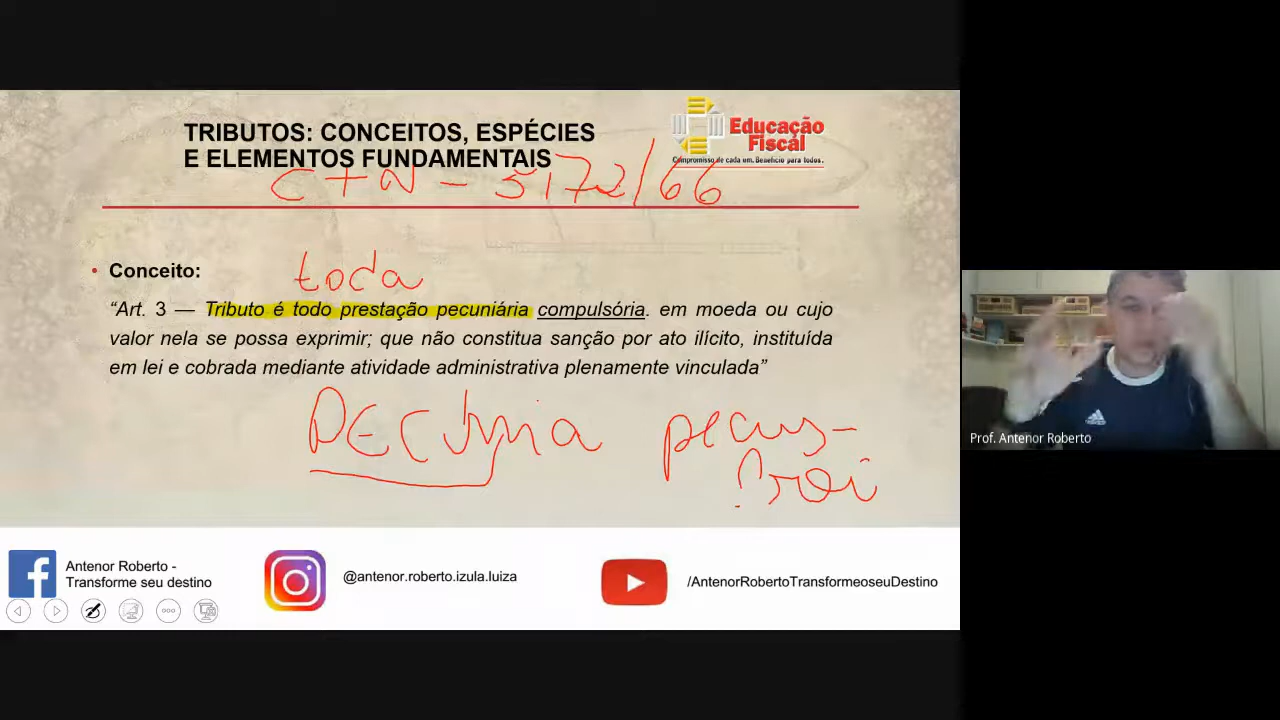 TRIBUTOS: CONCEITOS, ESPÉCIES
E ELEMENTOS FUNDAMENTAIS
Educação
Fiscal
Compromisso de cada um. Benefício para todos.
CTN - 5172/66
• Conceito:
toda
“Art. 3 — Tributo é todo prestação pecuniária compulsória. em moeda ou cujo
valor nela se possa exprimir; que não constitua sanção por ato ilícito, instituída
em lei e cobrada mediante atividade administrativa plenamente vinculada”
PECUnia
pecus-
boi
Prof. Antenor Roberto
Antenor Roberto -
Transforme seu destino
@antenor.roberto.izula.luiza
/AntenorRobertoTransformeoseuDestino